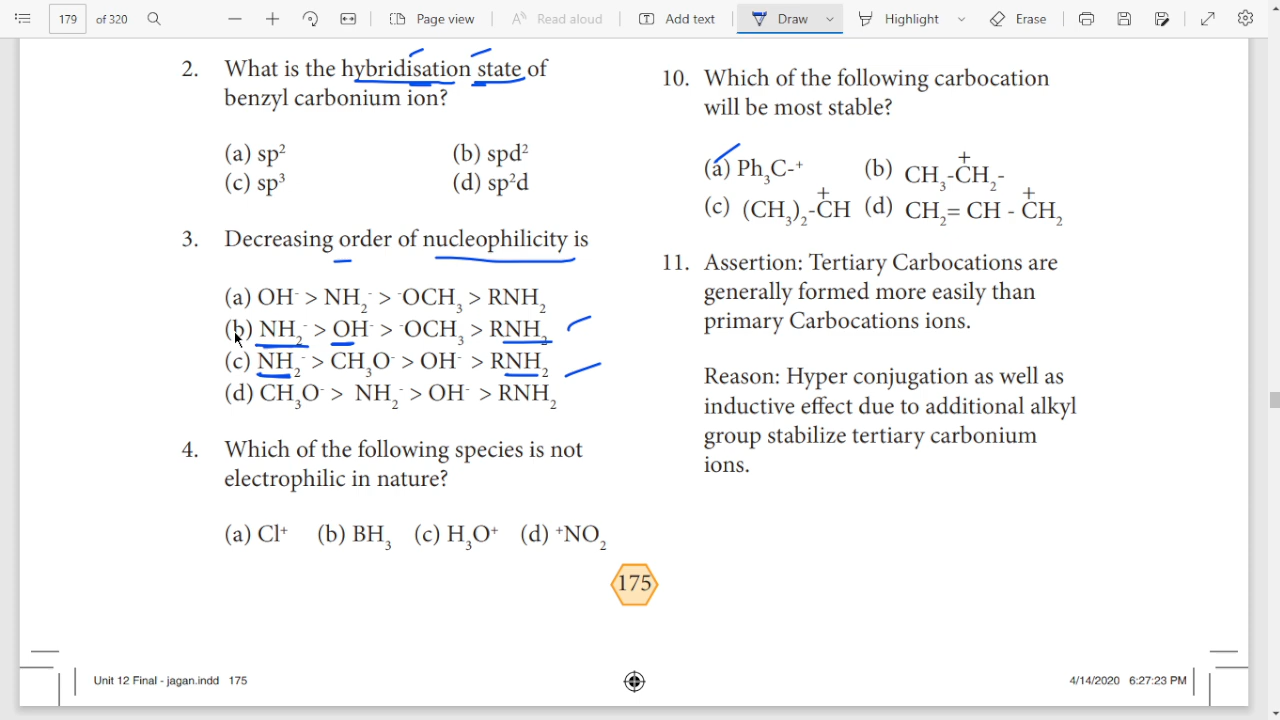 179 of 320 Page view Read aloud Add text Draw Highlight Erase
2. What is the hybridisation state of
benzyl carbonium ion?
(a) sp² (b) spd²
(c) sp³ (d) sp²d
3. Decreasing order of nucleophilicity is
(a) OH⁻ > NH₂⁻ > ⁻OCH₃ > RNH₂
(b) NH₂⁻ > OH⁻ > ⁻OCH₃ > RNH₂
(c) NH₂⁻ > CH₃O⁻ > OH⁻ > RNH₂
(d) CH₃O⁻ > NH₂⁻ > OH⁻ > RNH₂
4. Which of the following species is not
electrophilic in nature?
(a) Cl⁺ (b) BH₃ (c) H₃O⁺ (d) ⁺NO₂
10. Which of the following carbocation
will be most stable?
(a) Ph₃C-⁺ (b) CH₃-C⁺H₂-
(c) (CH₃)₂-C⁺H (d) CH₂= CH - C⁺H₂
11. Assertion: Tertiary Carbocations are
generally formed more easily than
primary Carbocations ions.
Reason: Hyper conjugation as well as
inductive effect due to additional alkyl
group stabilize tertiary carbonium
ions.
175
Unit 12 Final - jagan.indd 175 4/14/2020 6:27:23 PM